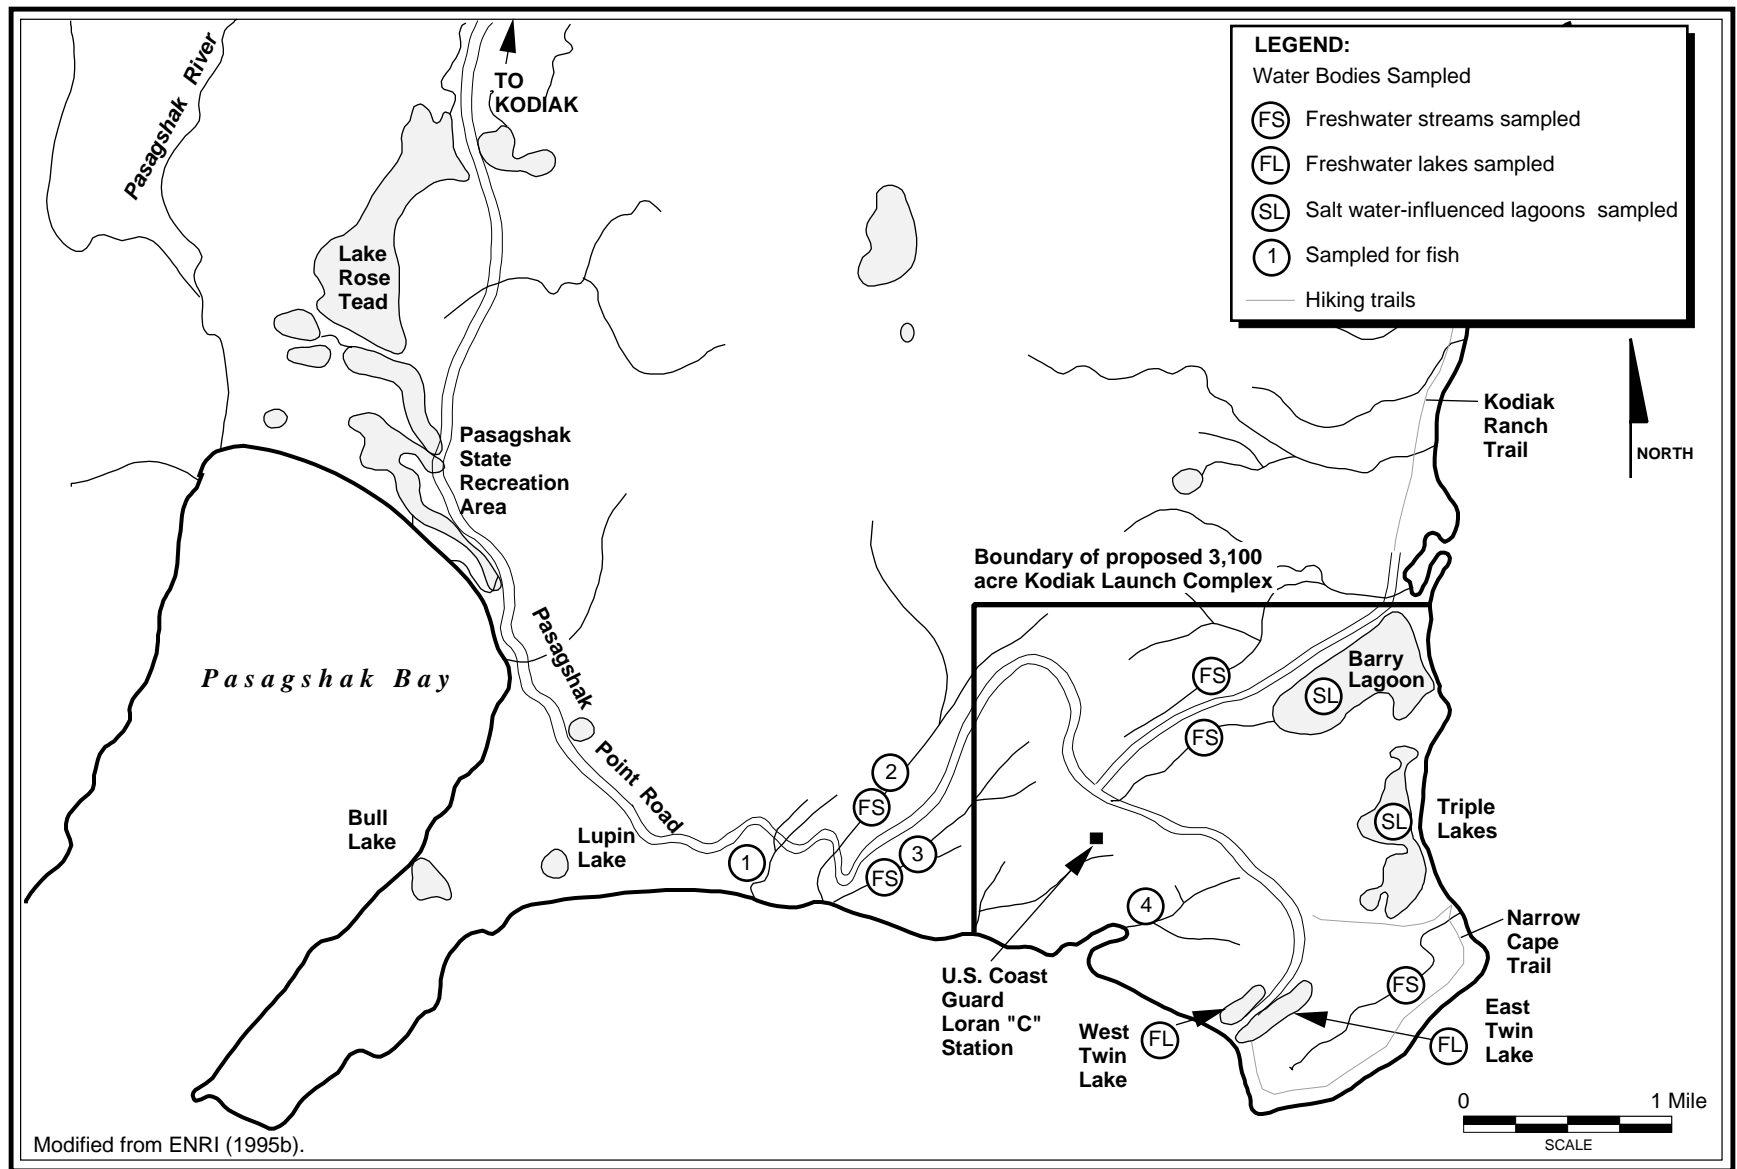 Pasagshak River
TO
KODIAK
LEGEND:
Water Bodies Sampled
FS Freshwater streams sampled
FL Freshwater lakes sampled
SL Salt water-influenced lagoons sampled
1 Sampled for fish
Hiking trails
NORTH
Lake
Rose
Tead
Kodiak
Ranch
Trail
Pasagshak
State
Recreation
Area
Boundary of proposed 3,100
acre Kodiak Launch Complex
Pasagshak Bay
Pasagshak Point Road
FS
Barry
Lagoon
SL
FS
2
FS
Bull
Lake
Lupin
Lake
1
3
FS
Triple
Lakes
SL
4
Narrow
Cape
Trail
U.S. Coast
Guard
Loran "C"
Station
FS
West
Twin
Lake
FL
East
Twin
Lake
FL
0 1 Mile
SCALE
Modified from ENRI (1995b).